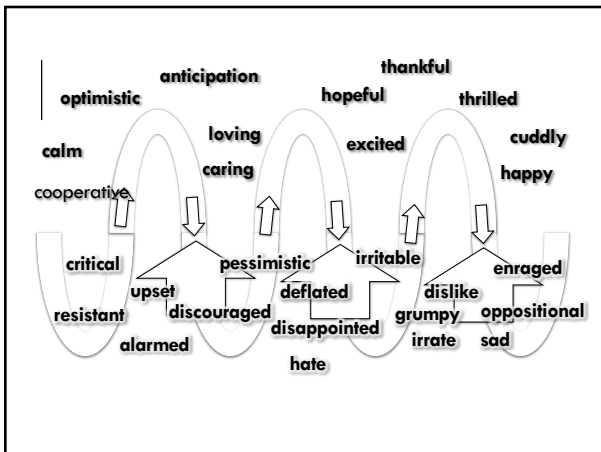 thankful
anticipation
hopeful
optimistic
thrilled
loving
cuddly
excited
calm
caring
happy
cooperative
critical
pessimistic
irritable
enraged
upset
deflated
dislike
resistant
discouraged
grumpy
oppositional
disappointed
alarmed
irrate
sad
hate